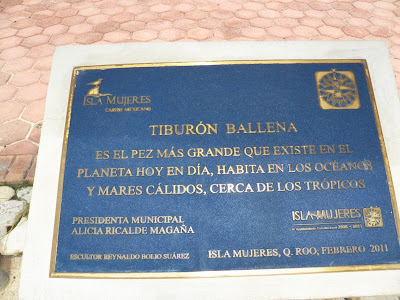 ISLA MUJERES
CARIBE MEXICANO
TIBURÓN BALLENA
ES EL PEZ MÁS GRANDE QUE EXISTE EN EL
PLANETA HOY EN DÍA, HABITA EN LOS OCÉANOS
Y MARES CÁLIDOS, CERCA DE LOS TRÓPICOS
PRESIDENTA MUNICIPAL
ALICIA RICALDE MAGAÑA
ISLA MUJERES
ESCULTOR REYNALDO BOLIO SUÁREZ
ISLA MUJERES, Q. ROO, FEBRERO 2011